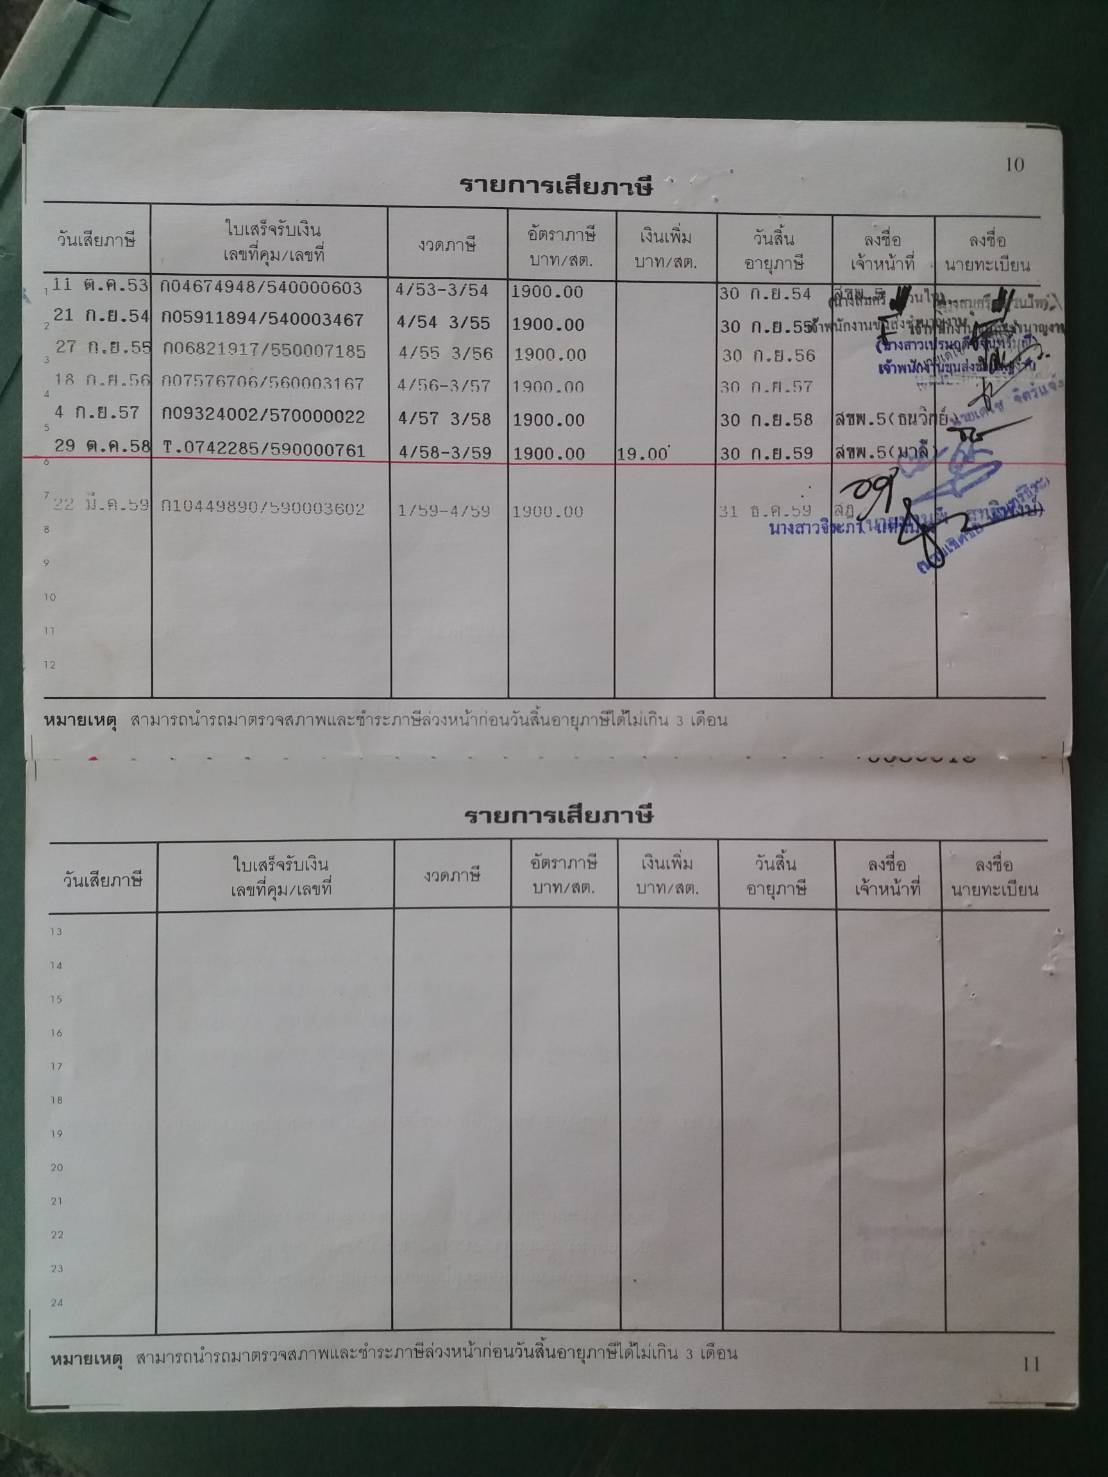 10
รายการเสียภาษี
วันเสียภาษี ใบเสร็จรับเงิน เลขที่คุม/เลขที่ งวดภาษี อัตราภาษี บาท/สต. เงินเพิ่ม บาท/สต. วันสิ้น อายุภาษี ลงชื่อ เจ้าหน้าที่ ลงชื่อ นายทะเบียน
1 11 ต.ค.53 ก04674948/540000603 4/53-3/54 1900.00 30 ก.ย.54
2 21 ก.ย.54 ก05911894/540003467 4/54 3/55 1900.00 30 ก.ย.55
3 27 ก.ย.55 ก06821917/550007185 4/55 3/56 1900.00 30 ก.ย.56
4 18 ก.ย.56 ก07576706/560003167 4/56-3/57 1900.00 30 ก.ย.57
5 4 ก.ย.57 ก09324002/570000022 4/57 3/58 1900.00 30 ก.ย.58 สขพ.5(ธนวิทย์)
6 29 ต.ค.58 T.0742285/590000761 4/58-3/59 1900.00 19.00 30 ก.ย.59 สขพ.5(มาลี)
7 22 มี.ค.59 ก10449890/590003602 1/59-4/59 1900.00 31 ธ.ค.59 สฎ
8
9
10
11
12
หมายเหตุ สามารถนำรถมาตรวจสภาพและชำระภาษีล่วงหน้าก่อนวันสิ้นอายุภาษีได้ไม่เกิน 3 เดือน
รายการเสียภาษี
วันเสียภาษี ใบเสร็จรับเงิน เลขที่คุม/เลขที่ งวดภาษี อัตราภาษี บาท/สต. เงินเพิ่ม บาท/สต. วันสิ้น อายุภาษี ลงชื่อ เจ้าหน้าที่ ลงชื่อ นายทะเบียน
13
14
15
16
17
18
19
20
21
22
23
24
หมายเหตุ สามารถนำรถมาตรวจสภาพและชำระภาษีล่วงหน้าก่อนวันสิ้นอายุภาษีได้ไม่เกิน 3 เดือน
11